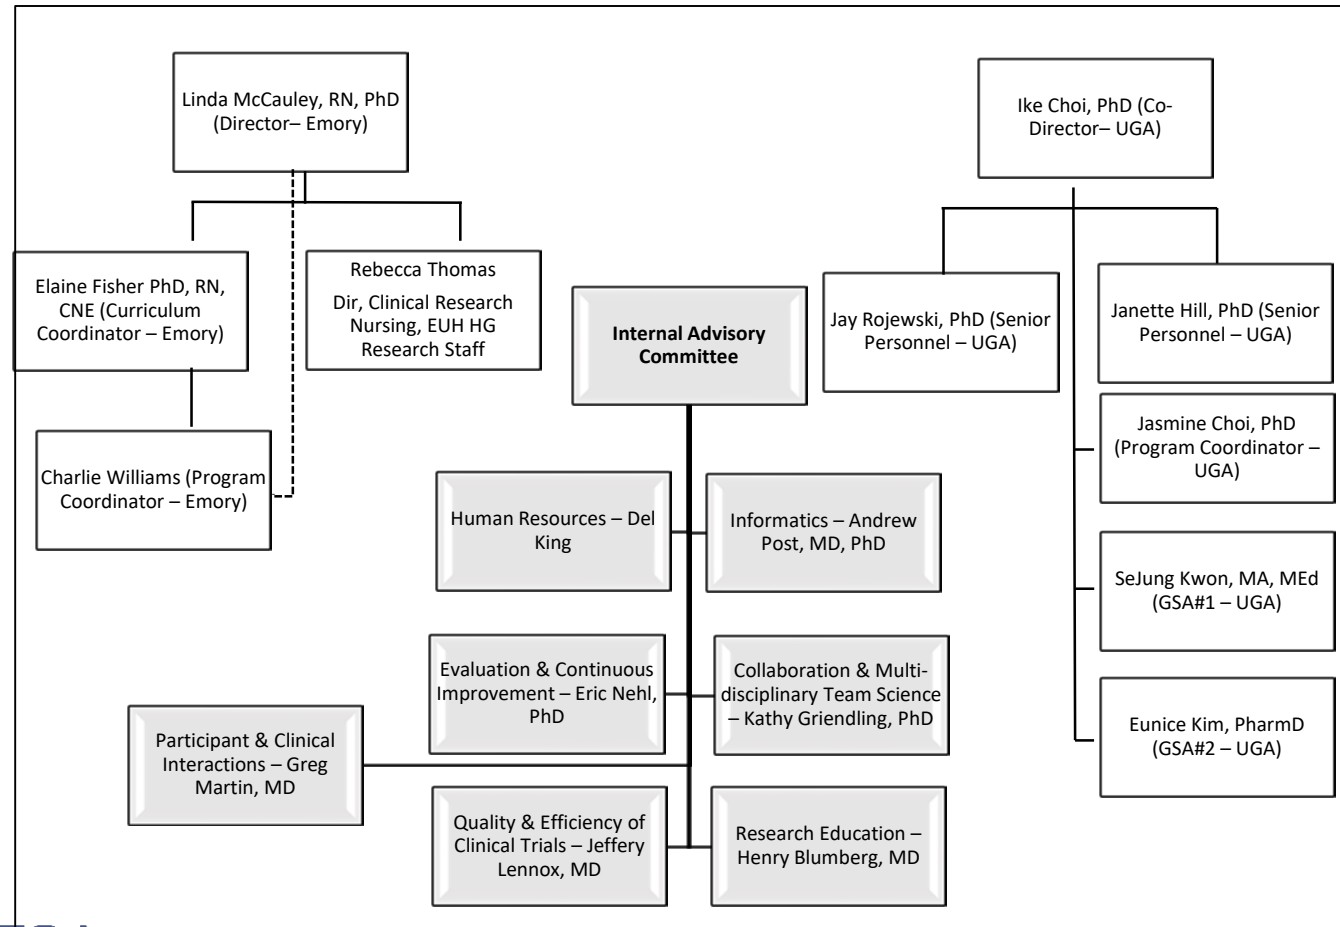 Linda McCauley, RN, PhD
(Director– Emory)
Ike Choi, PhD (Co-
Director– UGA)
Elaine Fisher PhD, RN,
CNE (Curriculum
Coordinator – Emory)
Rebecca Thomas
Dir, Clinical Research
Nursing, EUH HG
Research Staff
Charlie Williams (Program
Coordinator – Emory)
Internal Advisory
Committee
Jay Rojewski, PhD (Senior
Personnel – UGA)
Janette Hill, PhD (Senior
Personnel – UGA)
Jasmine Choi, PhD
(Program Coordinator –
UGA)
SeJung Kwon, MA, MEd
(GSA#1 – UGA)
Eunice Kim, PharmD
(GSA#2 – UGA)
Human Resources – Del
King
Informatics – Andrew
Post, MD, PhD
Evaluation & Continuous
Improvement – Eric Nehl,
PhD
Collaboration & Multi-
disciplinary Team Science
– Kathy Griendling, PhD
Participant & Clinical
Interactions – Greg
Martin, MD
Quality & Efficiency of
Clinical Trials – Jeffery
Lennox, MD
Research Education –
Henry Blumberg, MD